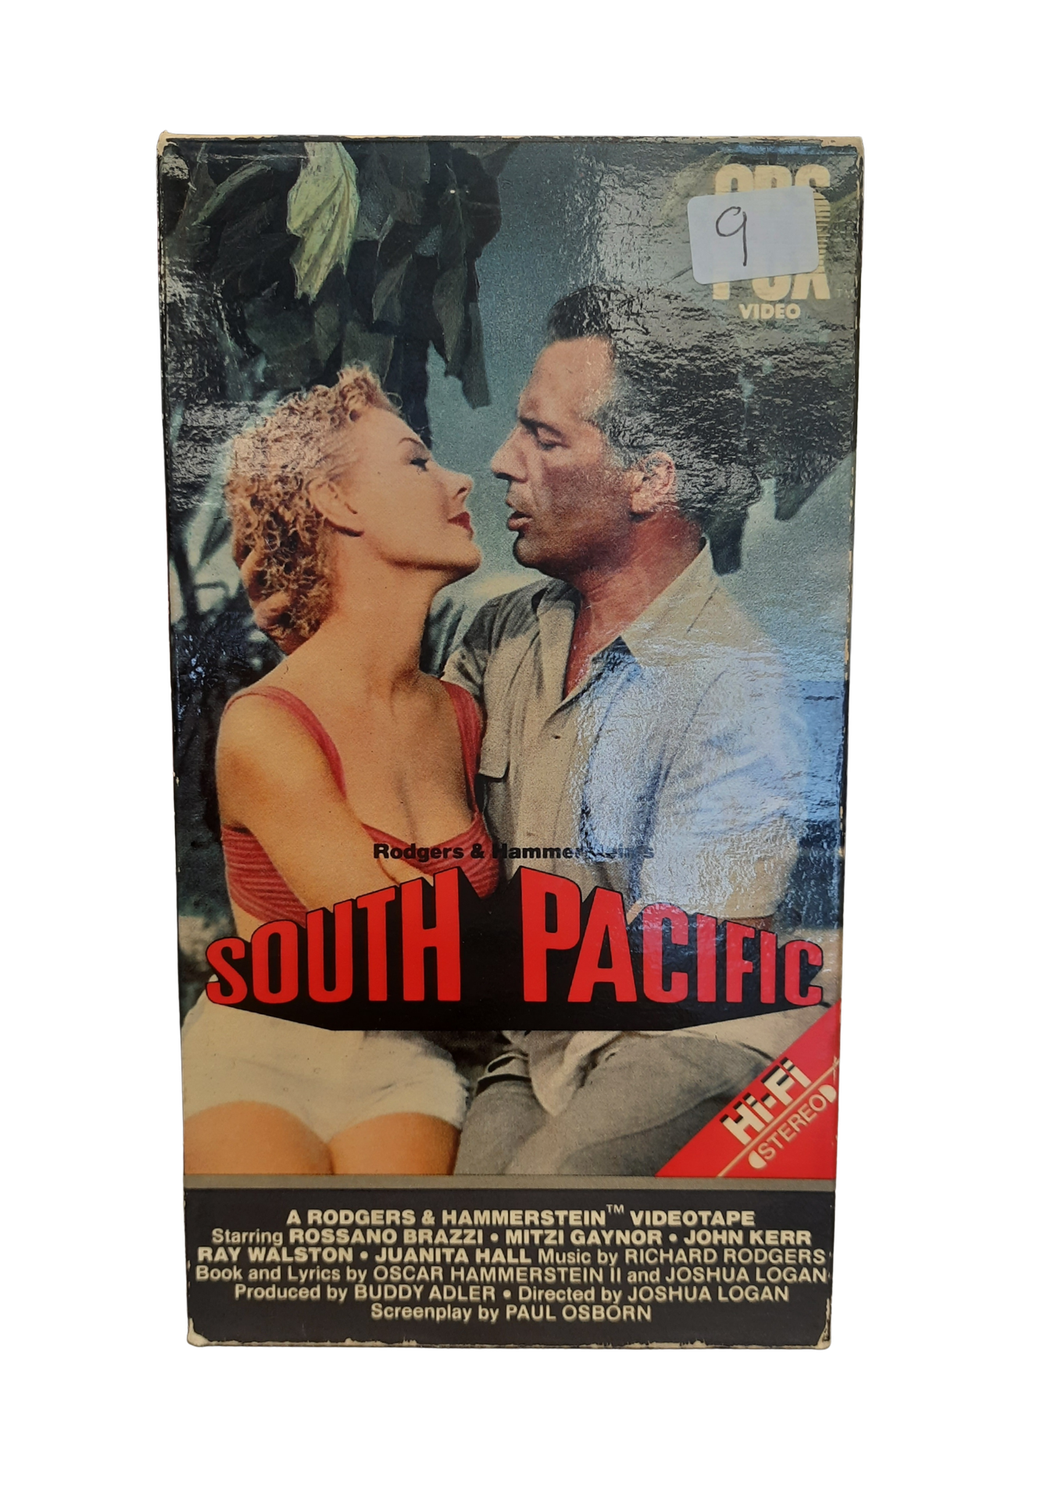 CBS
9
FOX
VIDEO
Rodgers & Hammerstein's
SOUTH PACIFIC
Hi-Fi
STEREO
A RODGERS & HAMMERSTEIN™ VIDEOTAPE
Starring ROSSANO BRAZZI • MITZI GAYNOR • JOHN KERR
RAY WALSTON • JUANITA HALL Music by RICHARD RODGERS
Book and Lyrics by OSCAR HAMMERSTEIN II and JOSHUA LOGAN
Produced by BUDDY ADLER • Directed by JOSHUA LOGAN
Screenplay by PAUL OSBORN